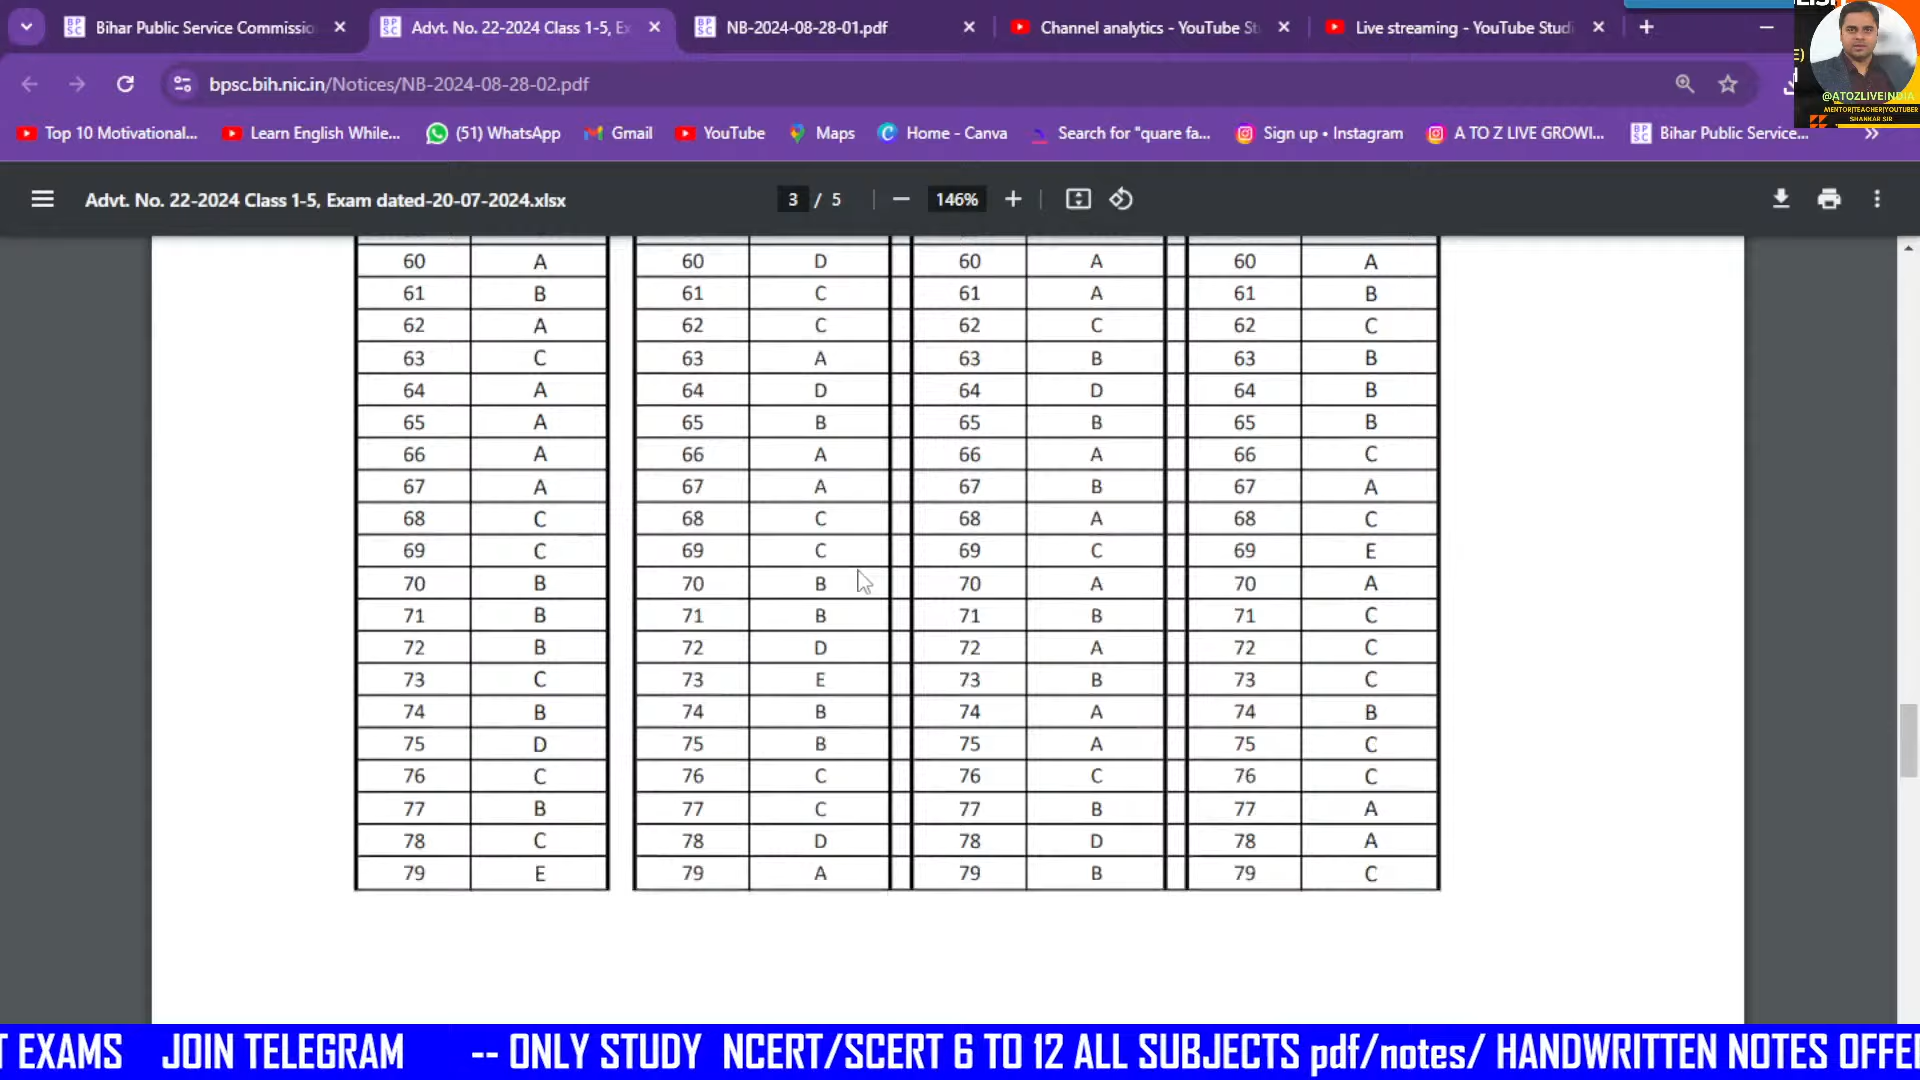 Bihar Public Service Commissio
Advt. No. 22-2024 Class 1-5, Ex
NB-2024-08-28-01.pdf
Channel analytics - YouTube St
Live streaming - YouTube Studi
bpsc.bih.nic.in/Notices/NB-2024-08-28-02.pdf
@ATOZLIVEINDIA
MENTOR|TEACHER|YOUTUBER
SHANKAR SIR
Top 10 Motivational... Learn English While... (51) WhatsApp Gmail YouTube Maps Home - Canva Search for "quare fa... Sign up • Instagram A TO Z LIVE GROWI... Bihar Public Service...
Advt. No. 22-2024 Class 1-5, Exam dated-20-07-2024.xlsx 3 / 5 146%
60 A 60 D 60 A 60 A
61 B 61 C 61 A 61 B
62 A 62 C 62 C 62 C
63 C 63 A 63 B 63 B
64 A 64 D 64 D 64 B
65 A 65 B 65 B 65 B
66 A 66 A 66 A 66 C
67 A 67 A 67 B 67 A
68 C 68 C 68 A 68 C
69 C 69 C 69 C 69 E
70 B 70 B 70 A 70 A
71 B 71 B 71 B 71 C
72 B 72 D 72 A 72 C
73 C 73 E 73 B 73 C
74 B 74 B 74 A 74 B
75 D 75 B 75 A 75 C
76 C 76 C 76 C 76 C
77 B 77 C 77 B 77 A
78 C 78 D 78 D 78 A
79 E 79 A 79 B 79 C
T EXAMS JOIN TELEGRAM -- ONLY STUDY NCERT/SCERT 6 TO 12 ALL SUBJECTS pdf/notes/ HANDWRITTEN NOTES OFFE